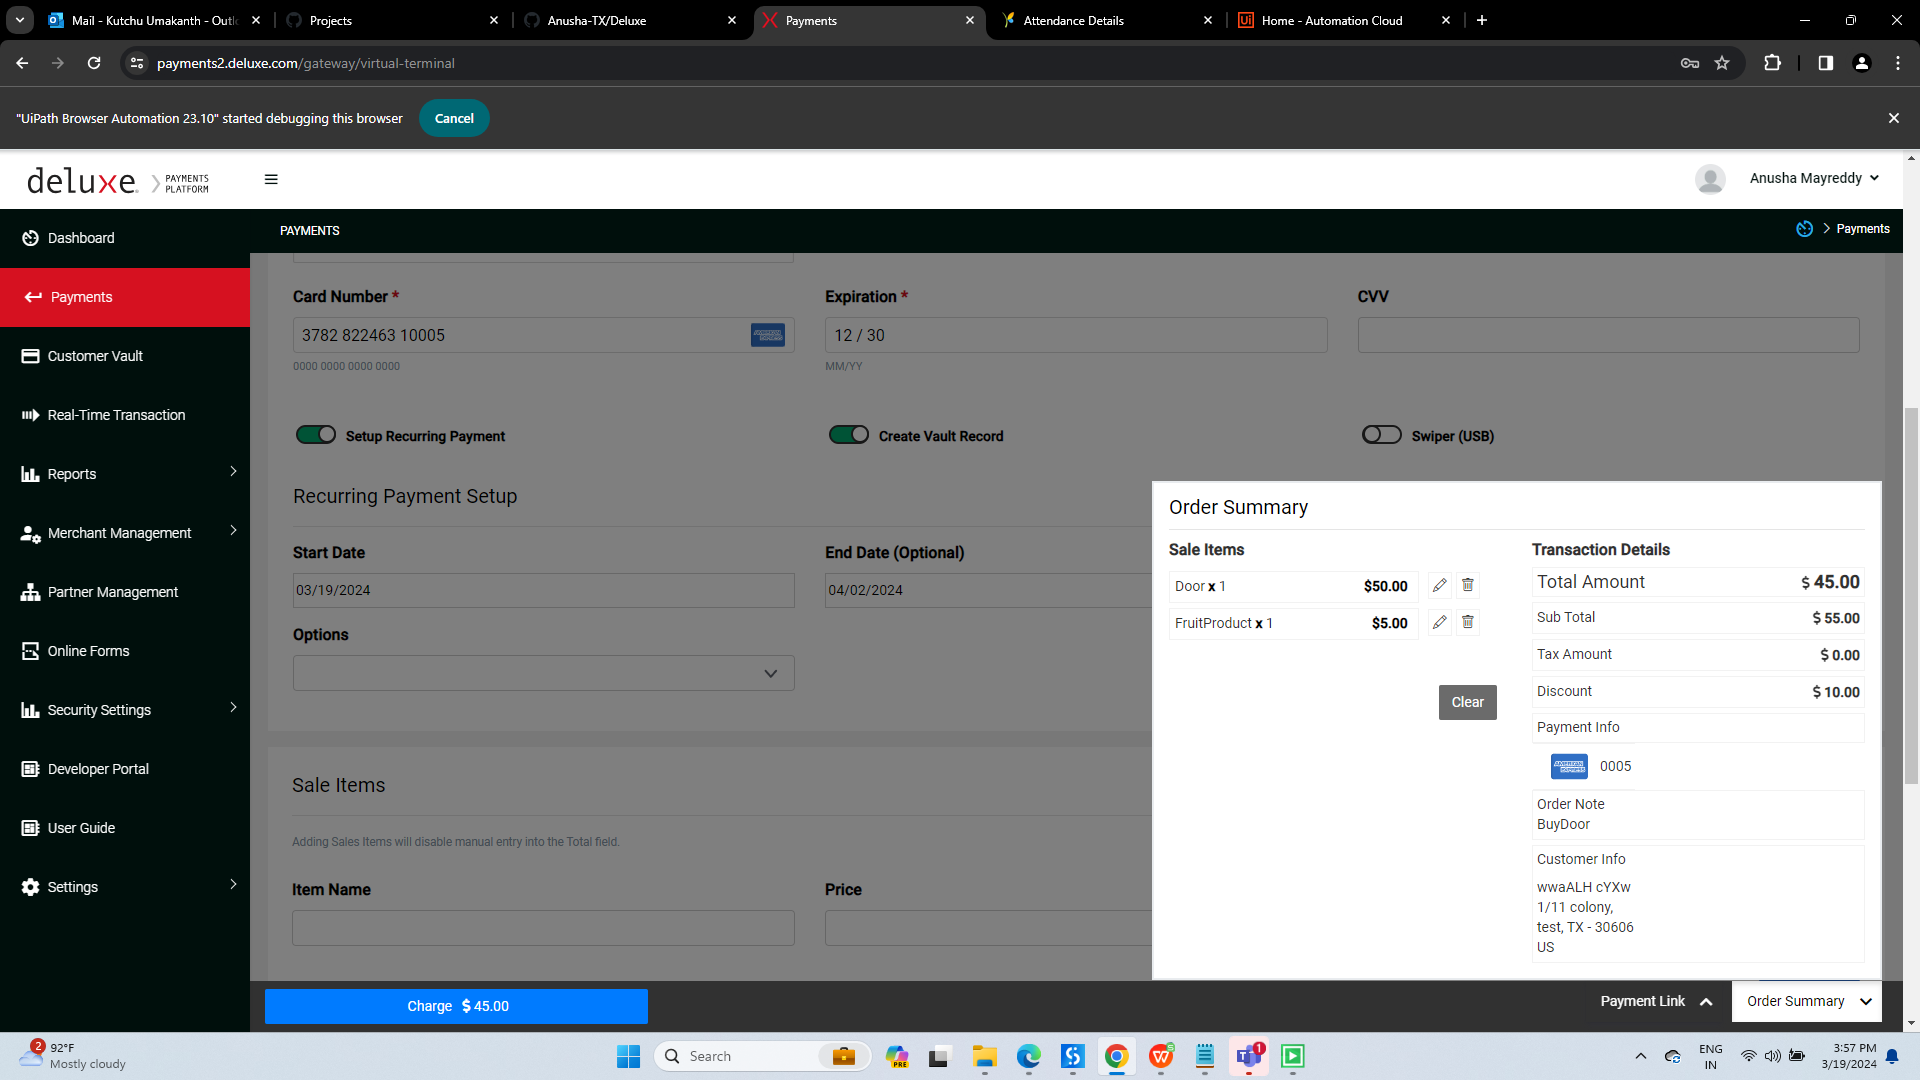 Mail - Kutchu Umakanth - Outlo
Projects
Anusha-TX/Deluxe
Payments
Attendance Details
Home - Automation Cloud
payments2.deluxe.com/gateway/virtual-terminal
"UiPath Browser Automation 23.10" started debugging this browser
Cancel
deluxe.
PAYMENTS
PLATFORM
Anusha Mayreddy
Dashboard
PAYMENTS
Payments
Payments
Customer Vault
Real-Time Transaction
Reports
Merchant Management
Partner Management
Online Forms
Security Settings
Developer Portal
User Guide
Settings
Card Number *
Expiration *
CVV
3782 822463 10005
AMERICAN
EXPRESS
12 / 30
0000 0000 0000 0000
MM/YY
Setup Recurring Payment
Create Vault Record
Swiper (USB)
Recurring Payment Setup
Start Date
End Date (Optional)
03/19/2024
04/02/2024
Options
Sale Items
Adding Sales Items will disable manual entry into the Total field.
Item Name
Price
Order Summary
Sale Items
Door x 1
$50.00
FruitProduct x 1
$5.00
Clear
Transaction Details
Total Amount
$ 45.00
Sub Total
$ 55.00
Tax Amount
$ 0.00
Discount
$ 10.00
Payment Info
AMERICAN
EXPRESS
0005
Order Note
BuyDoor
Customer Info
wwaALH cYXw
1/11 colony,
test, TX - 30606
US
Charge $ 45.00
Payment Link
Order Summary
2
92°F
Mostly cloudy
Search
PRE
1
ENG
IN
3:57 PM
3/19/2024